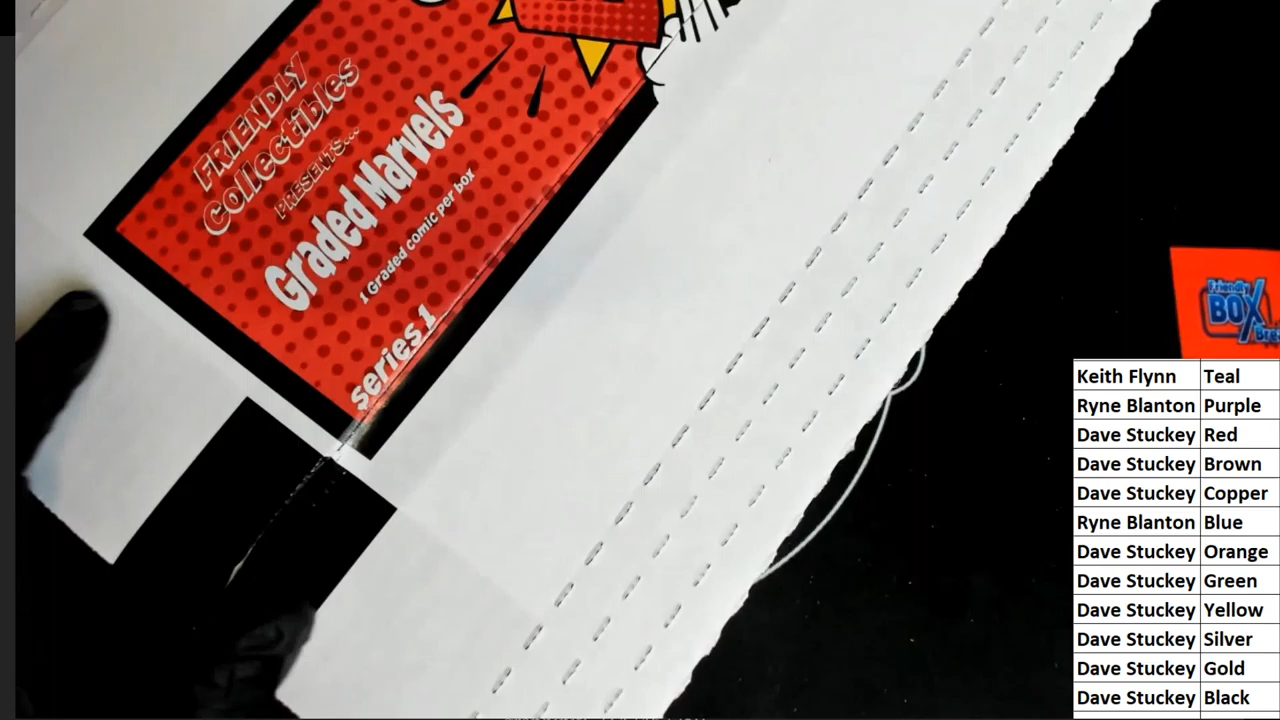 FRIENDLY
Collectibles
PRESENTS...
Graded Marvels
1 Graded comic per box
series 1
Friendly
BOX
Keith Flynn Teal
Ryne Blanton Purple
Dave Stuckey Red
Dave Stuckey Brown
Dave Stuckey Copper
Ryne Blanton Blue
Dave Stuckey Orange
Dave Stuckey Green
Dave Stuckey Yellow
Dave Stuckey Silver
Dave Stuckey Gold
Dave Stuckey Black